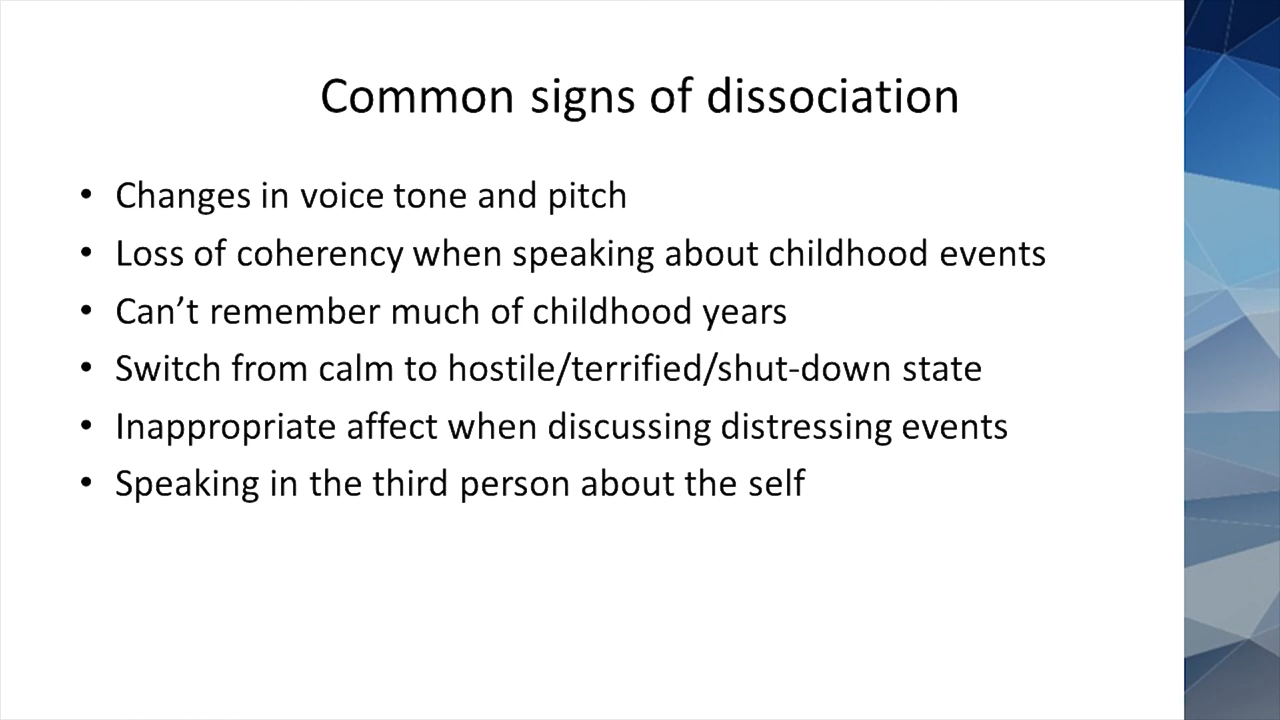 Common signs of dissociation
• Changes in voice tone and pitch
• Loss of coherency when speaking about childhood events
• Can’t remember much of childhood years
• Switch from calm to hostile/terrified/shut-down state
• Inappropriate affect when discussing distressing events
• Speaking in the third person about the self